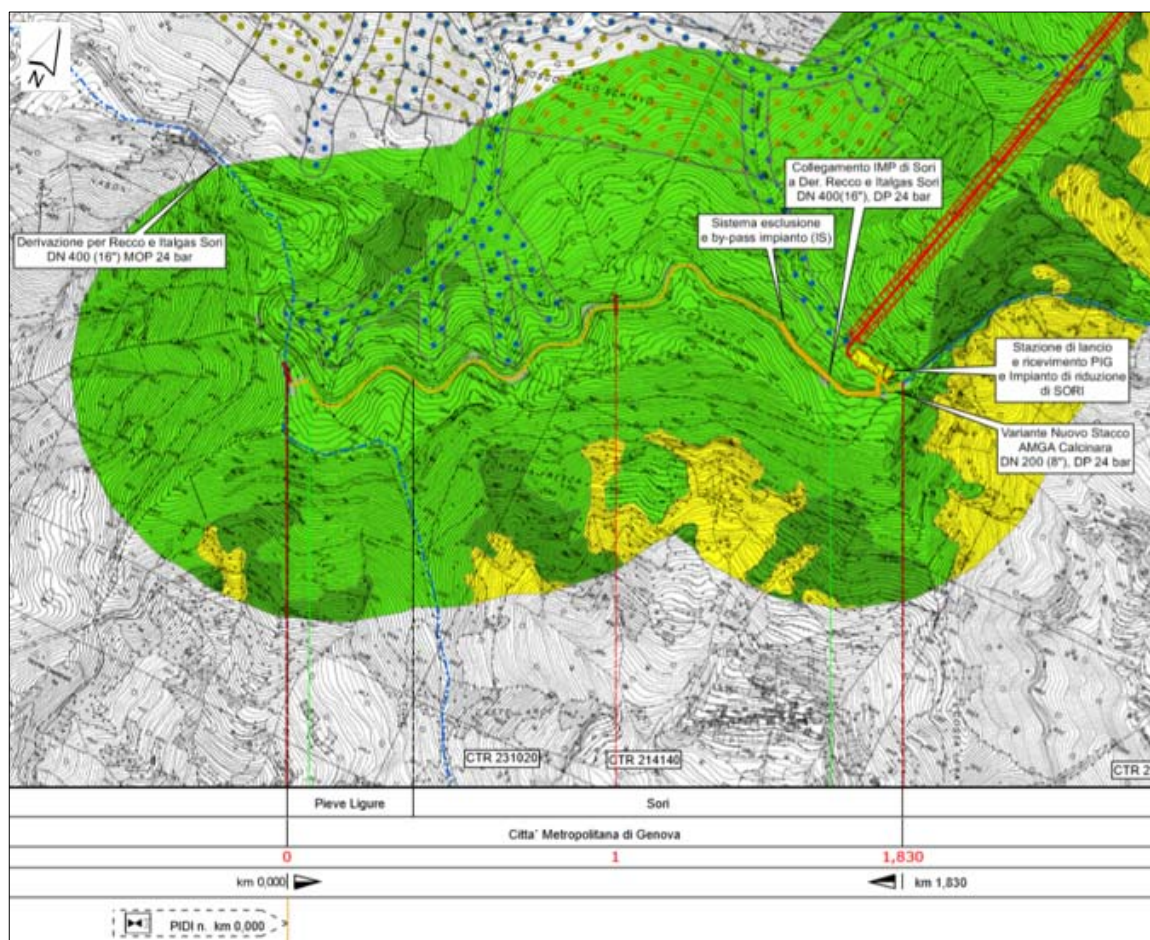 N
Derivazione per Recco e Italgas Sori
DN 400 (16") MOP 24 bar
Collegamento IMP di Sori
a Der. Recco e Italgas Sori
DN 400(16"), DP 24 bar
Sistema esclusione
e by-pass impianto (IS)
Stazione di lancio
e ricevimento PIG
e Impianto di riduzione
di SORI
Variante Nuovo Stacco
AMGA Calcinara
DN 200 (8"), DP 24 bar
CTR 231020
CTR 214140
CTR 2
Pieve Ligure
Sori
Citta´ Metropolitana di Genova
0
1
1,830
km 0,000
km 1,830
PIDI n. km 0,000